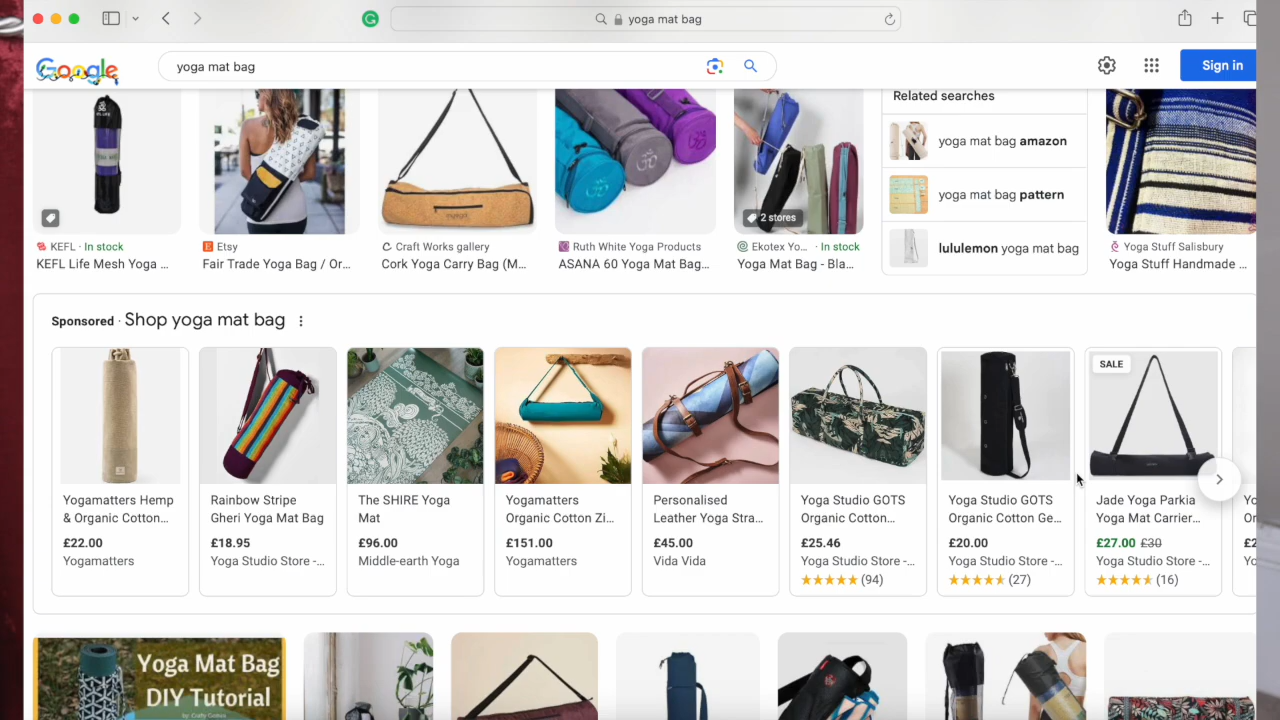 yoga mat bag
Google
yoga mat bag
Sign in
Related searches
yoga mat bag amazon
yoga mat bag pattern
lululemon yoga mat bag
2 stores
KEFL · In stock
KEFL Life Mesh Yoga ...
Etsy
Fair Trade Yoga Bag / Or...
Craft Works gallery
Cork Yoga Carry Bag (M...
Ruth White Yoga Products
ASANA 60 Yoga Mat Bag...
Ekotex Yo... · In stock
Yoga Mat Bag - Bla...
Yoga Stuff Salisbury
Yoga Stuff Handmade ...
Sponsored · Shop yoga mat bag
Yogamatters Hemp
& Organic Cotton...
£22.00
Yogamatters
Rainbow Stripe
Gheri Yoga Mat Bag
£18.95
Yoga Studio Store -...
The SHIRE Yoga
Mat
£96.00
Middle-earth Yoga
Yogamatters
Organic Cotton Zi...
£151.00
Yogamatters
Personalised
Leather Yoga Stra...
£45.00
Vida Vida
Yoga Studio GOTS
Organic Cotton...
£25.46
Yoga Studio Store -...
(94)
Yoga Studio GOTS
Organic Cotton Ge...
£20.00
Yoga Studio Store -...
(27)
SALE
Jade Yoga Parkia
Yoga Mat Carrier...
£27.00 £30
Yoga Studio Store -...
(16)
Yoga Mat Bag
DIY Tutorial